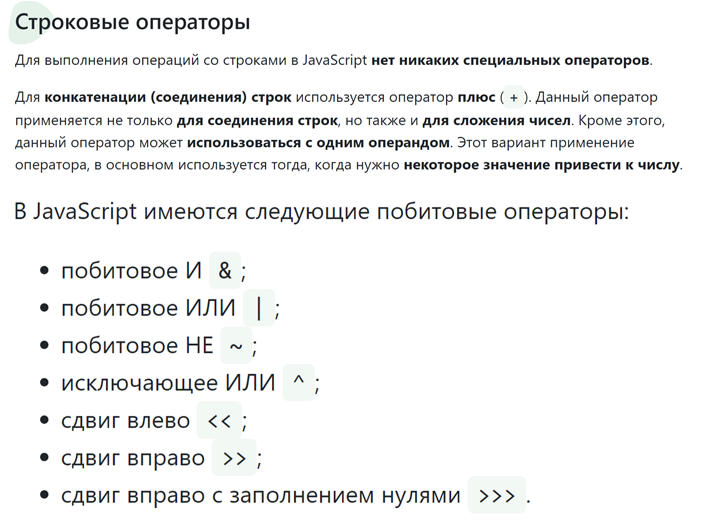 Строковые операторы
Для выполнения операций со строками в JavaScript нет никаких специальных операторов.
Для конкатенации (соединения) строк используется оператор плюс ( + ). Данный оператор
применяется не только для соединения строк, но также и для сложения чисел. Кроме этого,
данный оператор может использоваться с одним операндом. Этот вариант применение
оператора, в основном используется тогда, когда нужно некоторое значение привести к числу.
В JavaScript имеются следующие побитовые операторы:
• побитовое И & ;
• побитовое ИЛИ | ;
• побитовое НЕ ~ ;
• исключающее ИЛИ ^ ;
• сдвиг влево << ;
• сдвиг вправо >> ;
• сдвиг вправо с заполнением нулями >>> .